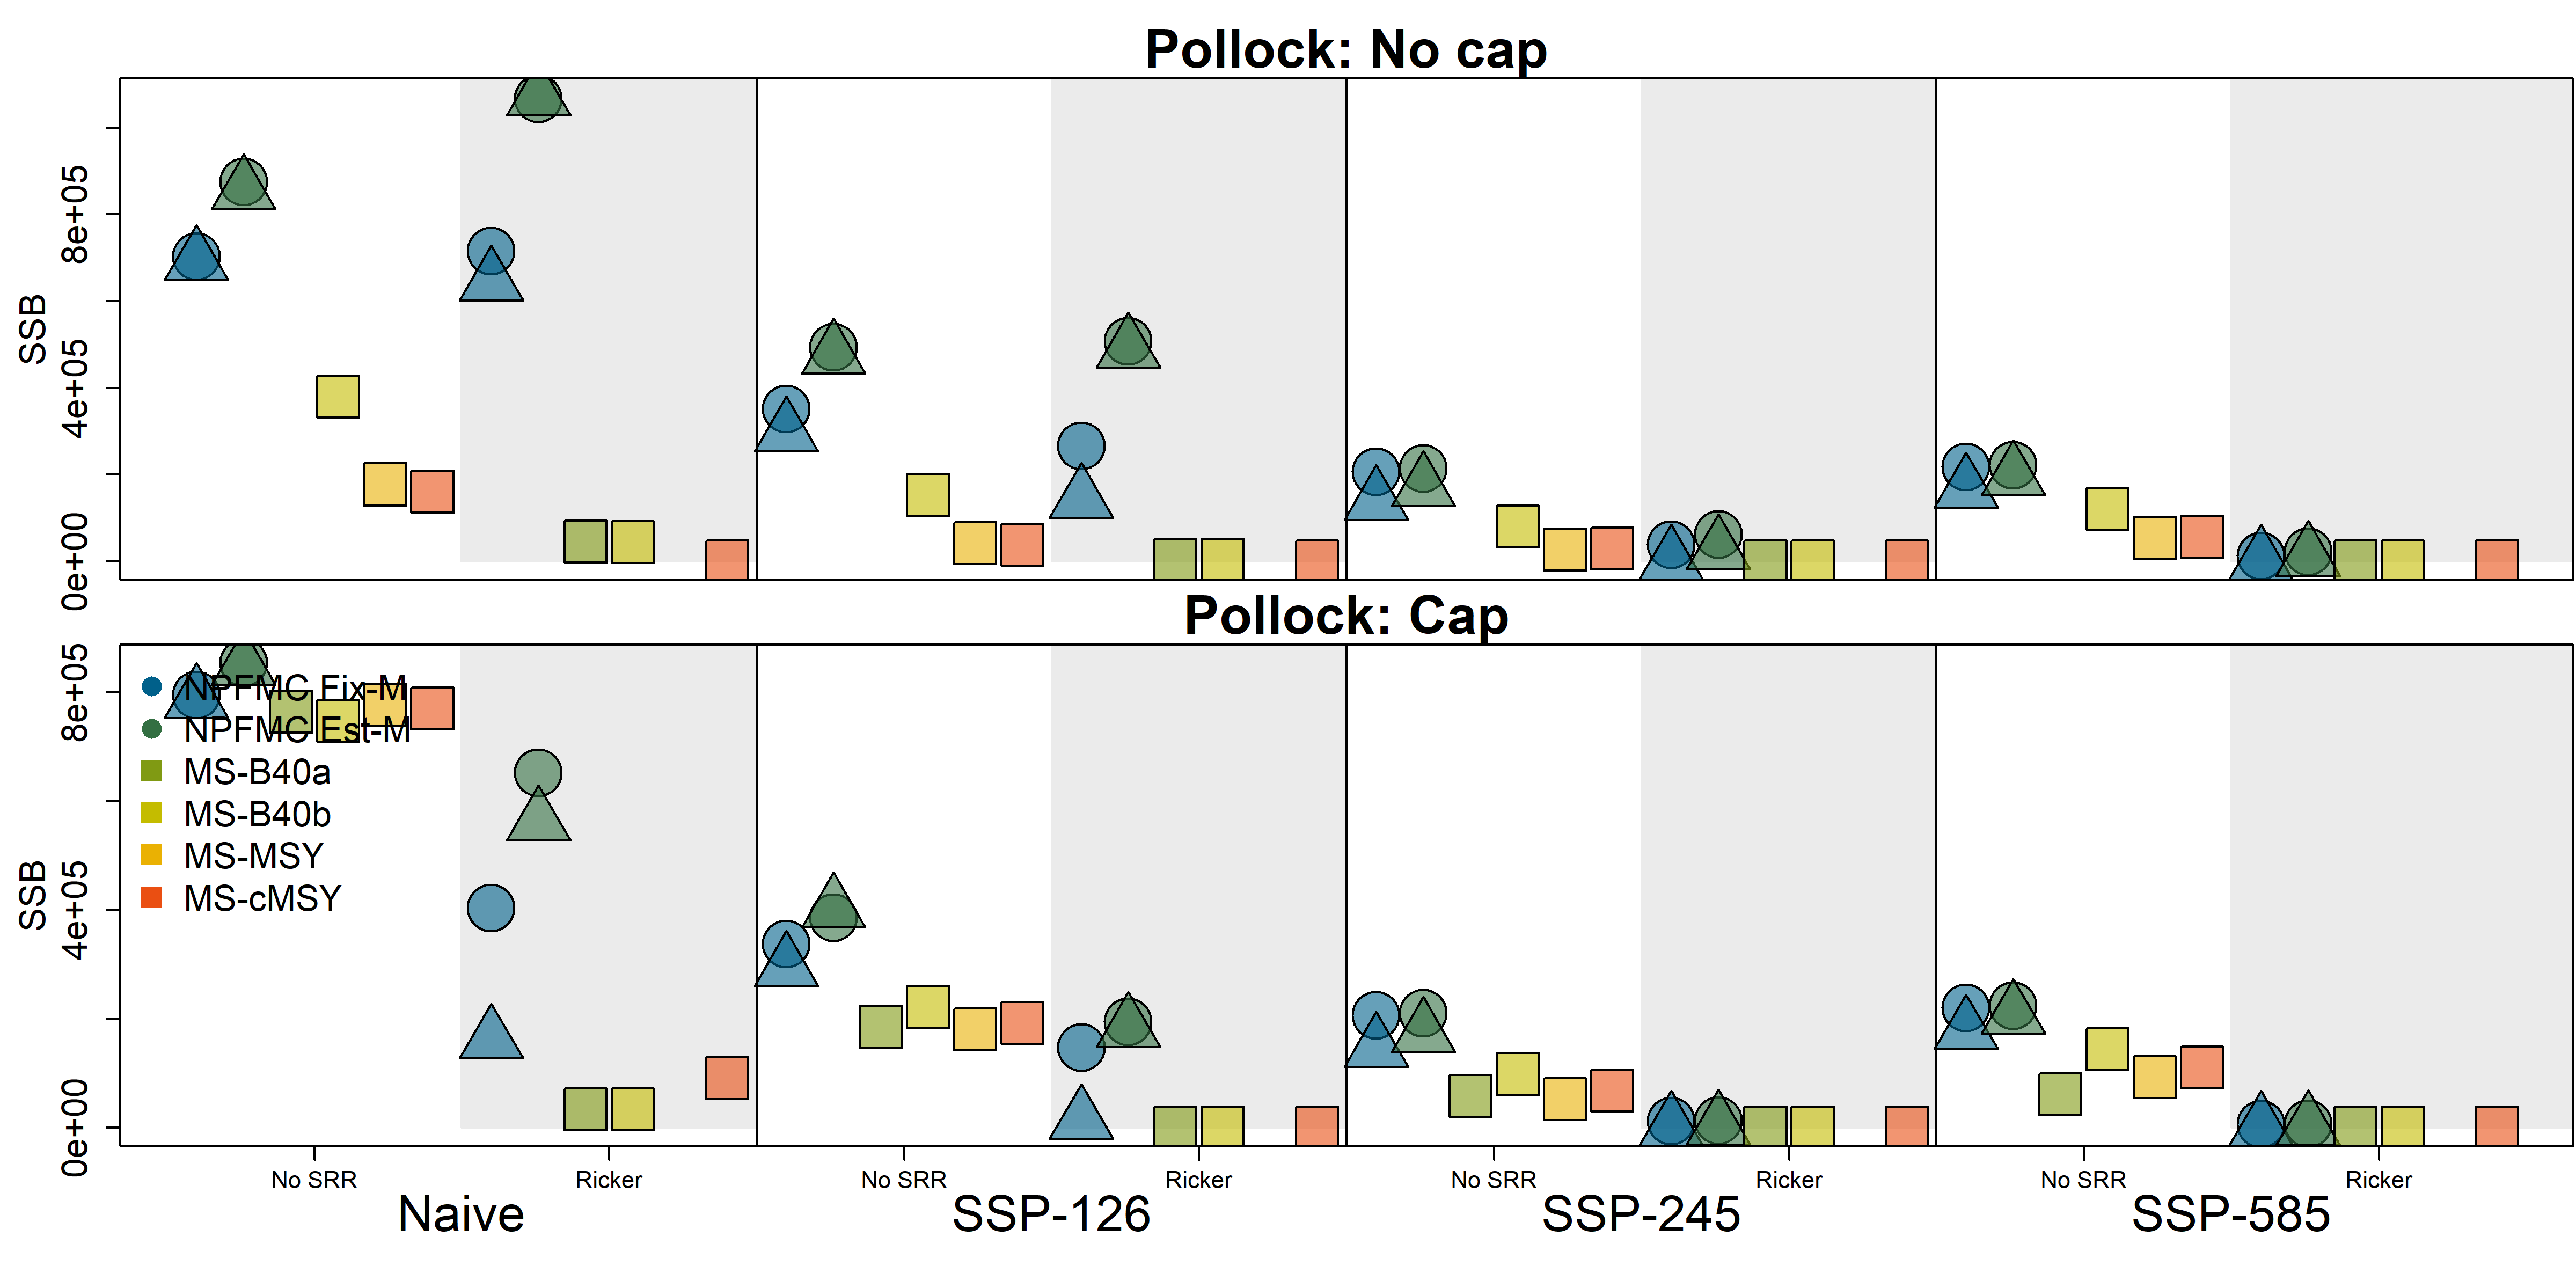 Pollock: No cap
SSB
8e+05
4e+05
0e+00
Pollock: Cap
SSB
8e+05
4e+05
0e+00
NPFMC Fix-M
NPFMC Est-M
MS-B40a
MS-B40b
MS-MSY
MS-cMSY
No SRR Ricker No SRR Ricker No SRR Ricker No SRR Ricker
Naive SSP-126 SSP-245 SSP-585